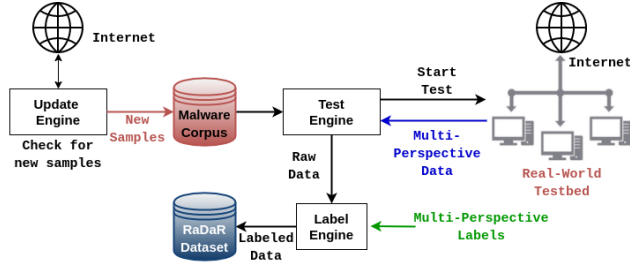 Internet
Internet
Update
Engine
Check for
new samples
New
Samples
Malware
Corpus
Test
Engine
Start
Test
Multi-
Perspective
Data
Real-World
Testbed
Raw
Data
RaDaR
Dataset
Labeled
Data
Label
Engine
Multi-Perspective
Labels